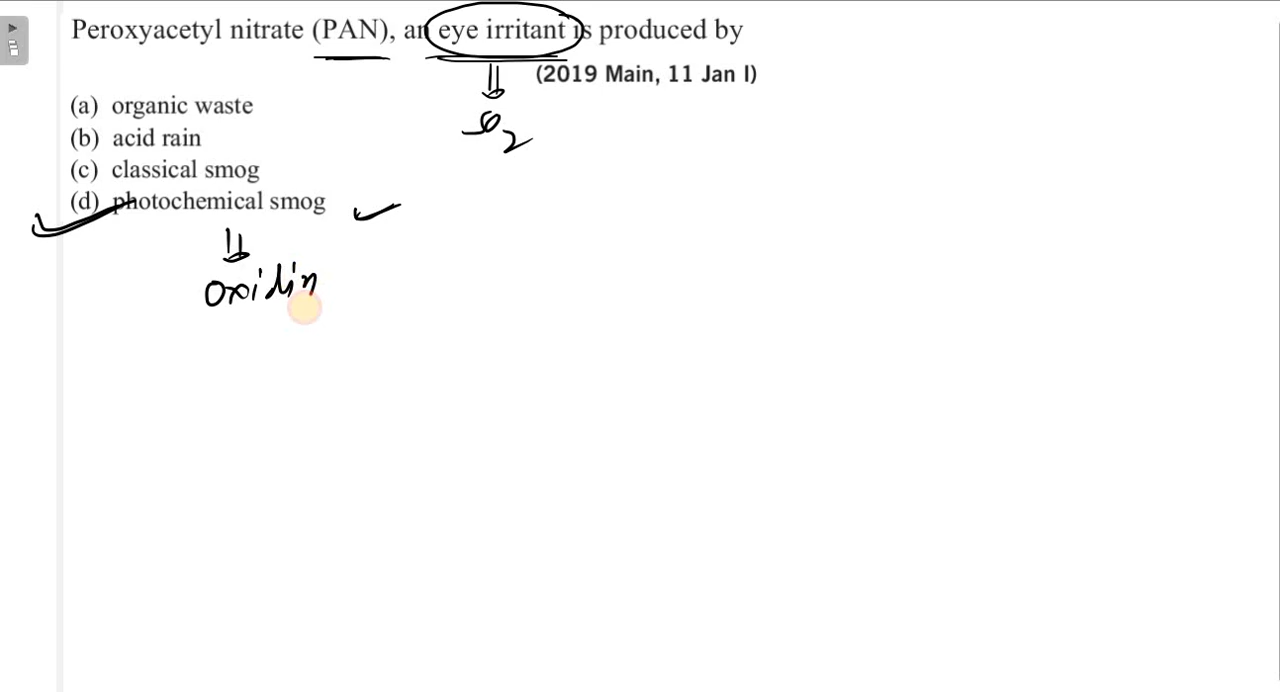 Peroxyacetyl nitrate (PAN), an eye irritant is produced by
(2019 Main, 11 Jan I)
(a) organic waste
(b) acid rain
(c) classical smog
(d) photochemical smog
oxidin